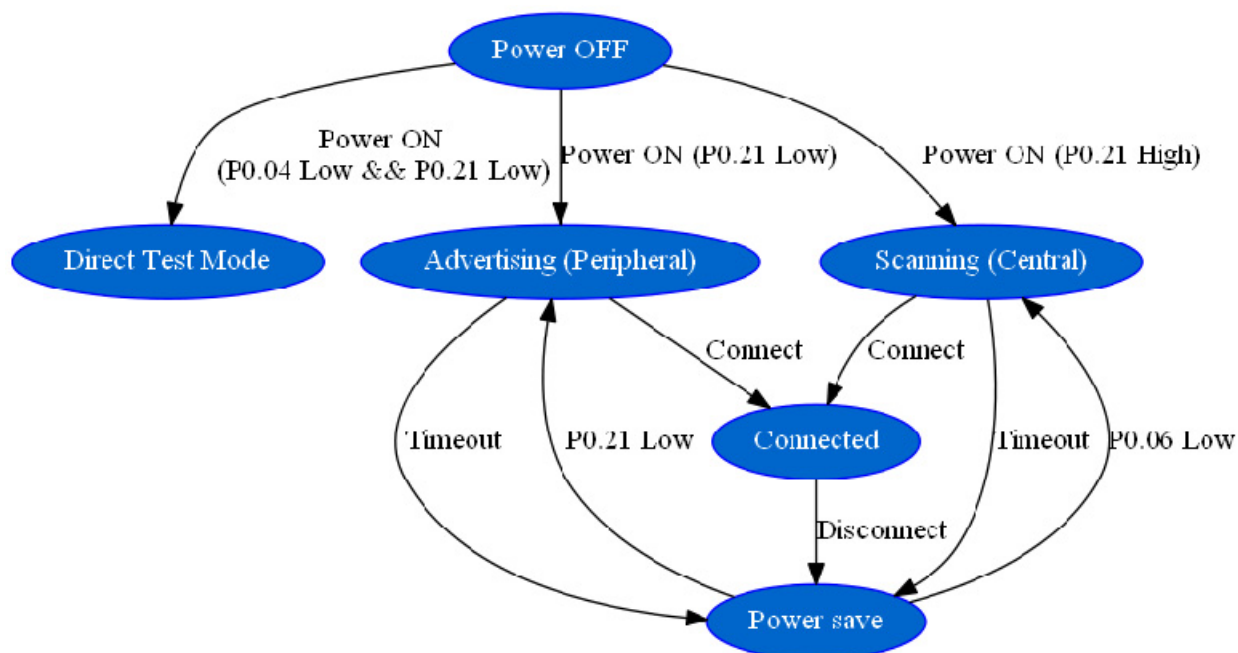 Power OFF
Power ON
(P0.04 Low && P0.21 Low)
Power ON (P0.21 Low)
Power ON (P0.21 High)
Direct Test Mode
Advertising (Peripheral)
Scanning (Central)
Connect
Connect
Timeout
P0.21 Low
Connected
Timeout
P0.06 Low
Disconnect
Power save